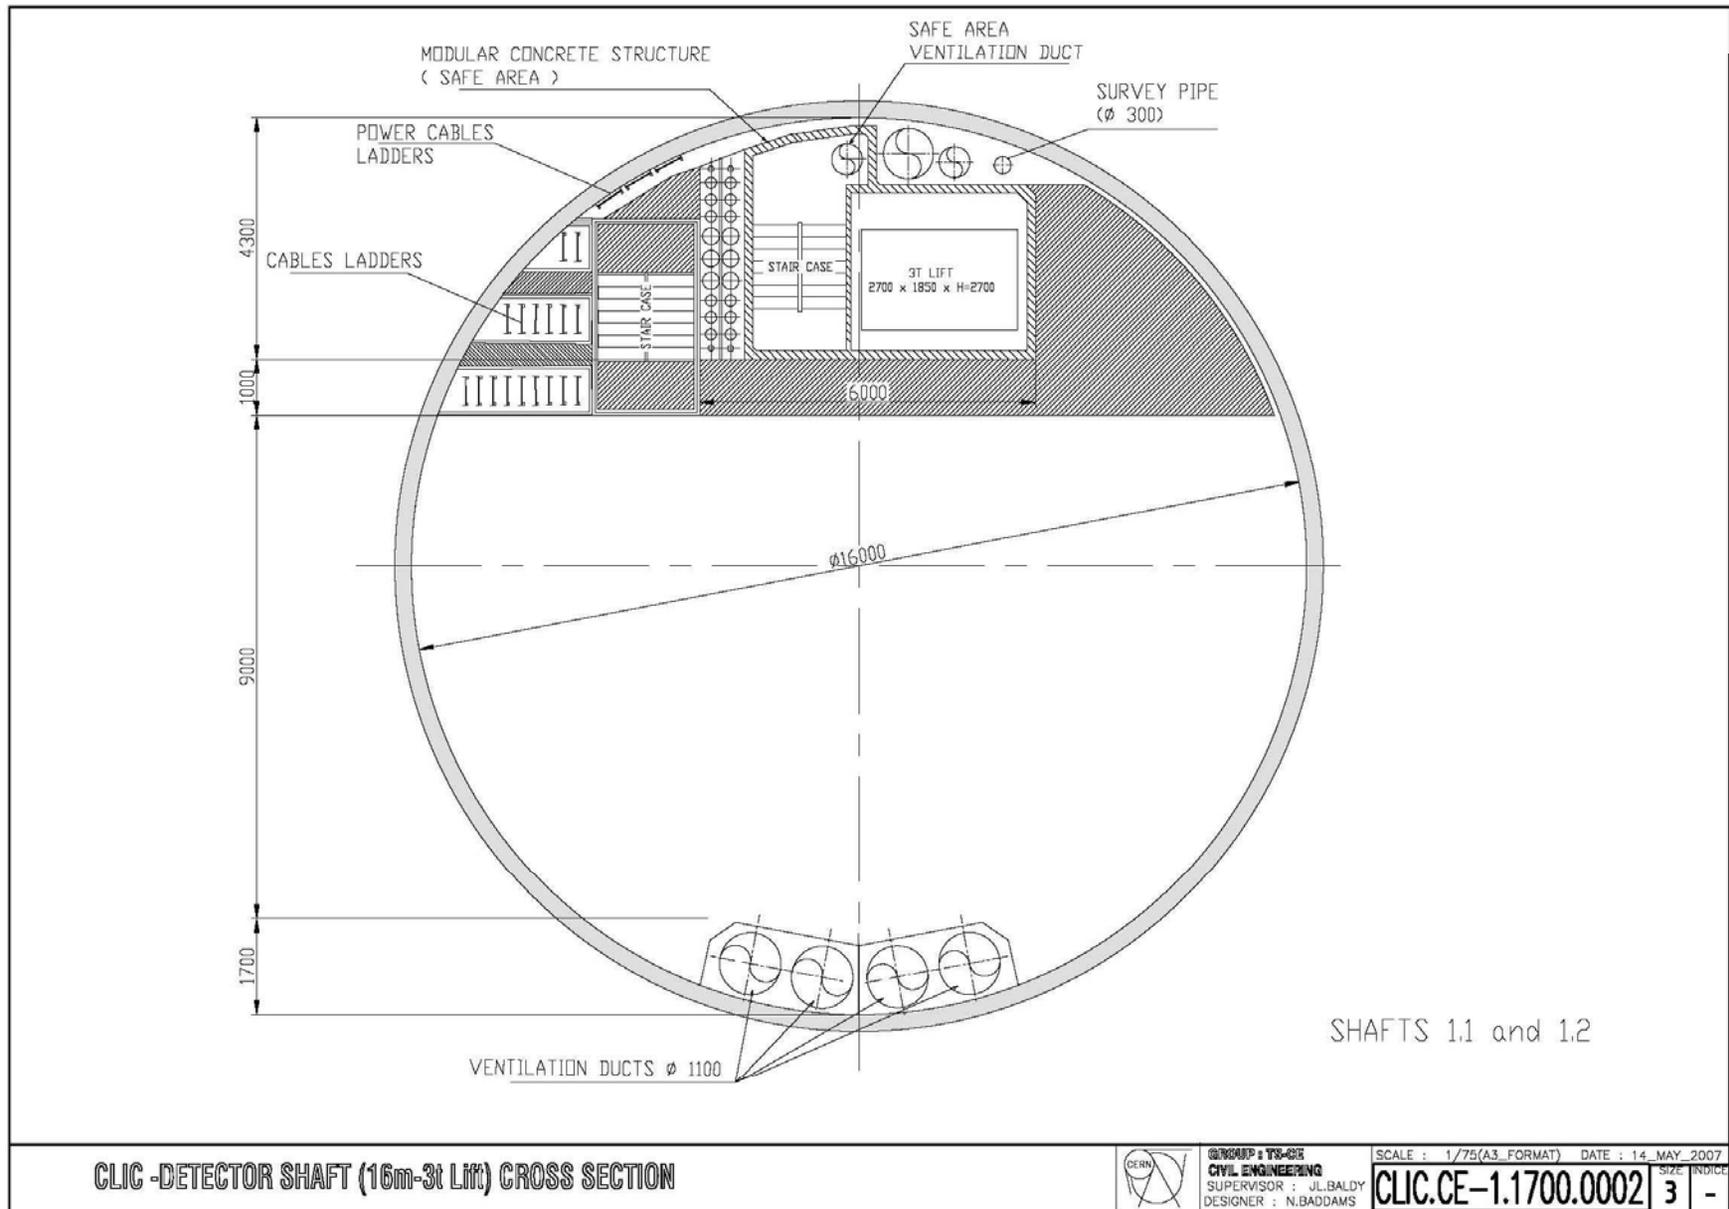 SAFE AREA
VENTILATION DUCT
MODULAR CONCRETE STRUCTURE
( SAFE AREA )
SURVEY PIPE
(Ø 300)
POWER CABLES
LADDERS
4300
CABLES LADDERS
STAIR CASE
STAIR CASE
3T LIFT
2700 x 1850 x H=2700
1000
6000
Ø16000
9000
1700
SHAFTS 1.1 and 1.2
VENTILATION DUCTS Ø 1100
CLIC -DETECTOR SHAFT (16m-3t Lift) CROSS SECTION
CERN
GROUP : TS-CE
CIVIL ENGINEERING
SUPERVISOR : JL.BALDY
DESIGNER : N.BADDAMS
SCALE : 1/75(A3_FORMAT) DATE : 14_MAY_2007
CLIC.CE-1.1700.0002
SIZE
3
INDICE
-